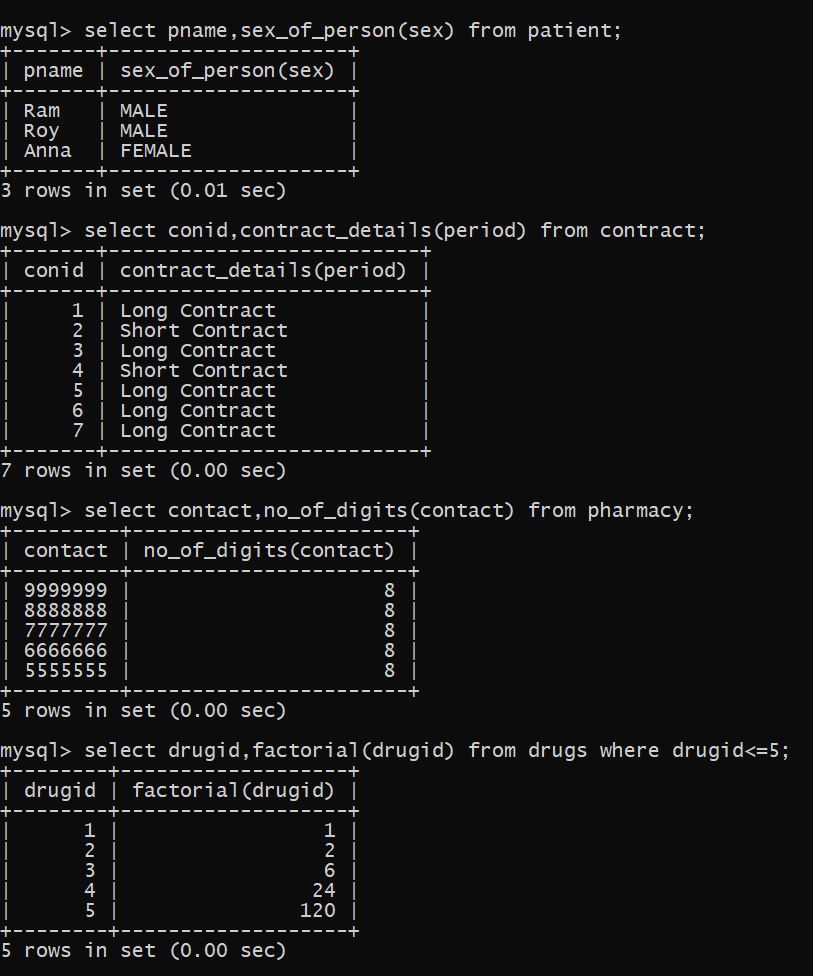 mysql> select pname,sex_of_person(sex) from patient;
+-------+--------------------+
| pname | sex_of_person(sex) |
+-------+--------------------+
| Ram   | MALE               |
| Roy   | MALE               |
| Anna  | FEMALE             |
+-------+--------------------+
3 rows in set (0.01 sec)
mysql> select conid,contract_details(period) from contract;
+-------+--------------------------+
| conid | contract_details(period) |
+-------+--------------------------+
|     1 | Long Contract            |
|     2 | Short Contract           |
|     3 | Long Contract            |
|     4 | Short Contract           |
|     5 | Long Contract            |
|     6 | Long Contract            |
|     7 | Long Contract            |
+-------+--------------------------+
7 rows in set (0.00 sec)
mysql> select contact,no_of_digits(contact) from pharmacy;
+---------+-----------------------+
| contact | no_of_digits(contact) |
+---------+-----------------------+
| 9999999 |                     8 |
| 8888888 |                     8 |
| 7777777 |                     8 |
| 6666666 |                     8 |
| 5555555 |                     8 |
+---------+-----------------------+
5 rows in set (0.00 sec)
mysql> select drugid,factorial(drugid) from drugs where drugid<=5;
+--------+-------------------+
| drugid | factorial(drugid) |
+--------+-------------------+
|      1 |                 1 |
|      2 |                 2 |
|      3 |                 6 |
|      4 |                24 |
|      5 |               120 |
+--------+-------------------+
5 rows in set (0.00 sec)